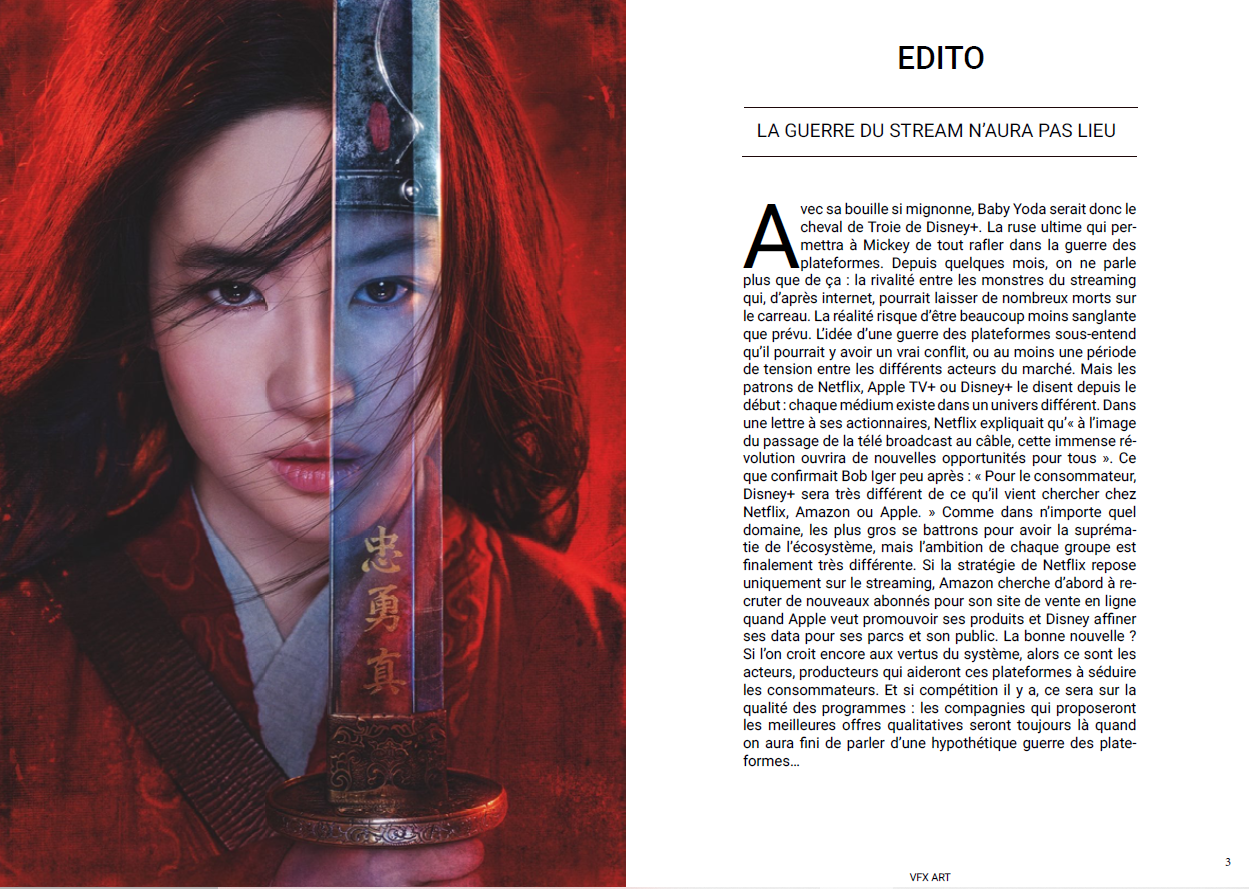 忠
勇
真
EDITO
LA GUERRE DU STREAM N’AURA PAS LIEU
Avec sa bouille si mignonne, Baby Yoda serait donc le
cheval de Troie de Disney+. La ruse ultime qui per-
mettra à Mickey de tout rafler dans la guerre des
plateformes. Depuis quelques mois, on ne parle
plus que de ça : la rivalité entre les monstres du streaming
qui, d’après internet, pourrait laisser de nombreux morts sur
le carreau. La réalité risque d’être beaucoup moins sanglante
que prévu. L’idée d’une guerre des plateformes sous-entend
qu’il pourrait y avoir un vrai conflit, ou au moins une période
de tension entre les différents acteurs du marché. Mais les
patrons de Netflix, Apple TV+ ou Disney+ le disent depuis le
début : chaque médium existe dans un univers différent. Dans
une lettre à ses actionnaires, Netflix expliquait qu’« à l’image
du passage de la télé broadcast au câble, cette immense ré-
volution ouvrira de nouvelles opportunités pour tous ». Ce
que confirmait Bob Iger peu après : « Pour le consommateur,
Disney+ sera très différent de ce qu’il vient chercher chez
Netflix, Amazon ou Apple. » Comme dans n’importe quel
domaine, les plus gros se battrons pour avoir la supréma-
tie de l’écosystème, mais l’ambition de chaque groupe est
finalement très différente. Si la stratégie de Netflix repose
uniquement sur le streaming, Amazon cherche d’abord à re-
cruter de nouveaux abonnés pour son site de vente en ligne
quand Apple veut promouvoir ses produits et Disney affiner
ses data pour ses parcs et son public. La bonne nouvelle ?
Si l’on croit encore aux vertus du système, alors ce sont les
acteurs, producteurs qui aideront ces plateformes à séduire
les consommateurs. Et si compétition il y a, ce sera sur la
qualité des programmes : les compagnies qui proposeront
les meilleures offres qualitatives seront toujours là quand
on aura fini de parler d’une hypothétique guerre des plate-
formes…
3
VFX ART